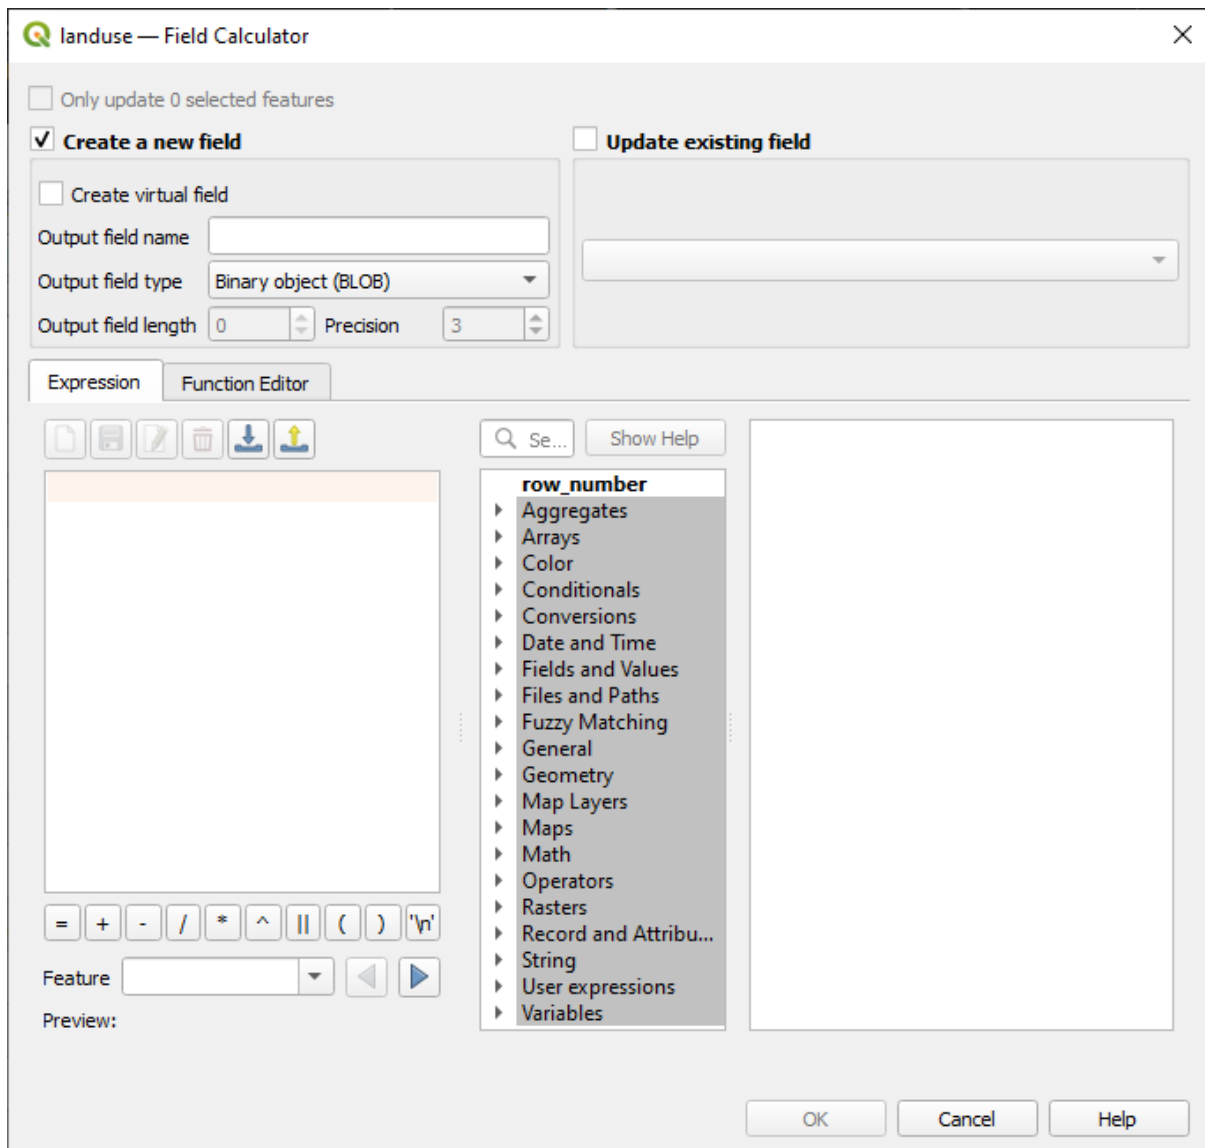 landuse — Field Calculator
Only update 0 selected features
Create a new field
Update existing field
Create virtual field
Output field name
Output field type Binary object (BLOB)
Output field length 0 Precision 3
Expression Function Editor
Se... Show Help
row_number
Aggregates
Arrays
Color
Conditionals
Conversions
Date and Time
Fields and Values
Files and Paths
Fuzzy Matching
General
Geometry
Map Layers
Maps
Math
Operators
Rasters
Record and Attribu...
String
User expressions
Variables
= + - / * ^ || ( ) '\n'
Feature
Preview:
OK Cancel Help